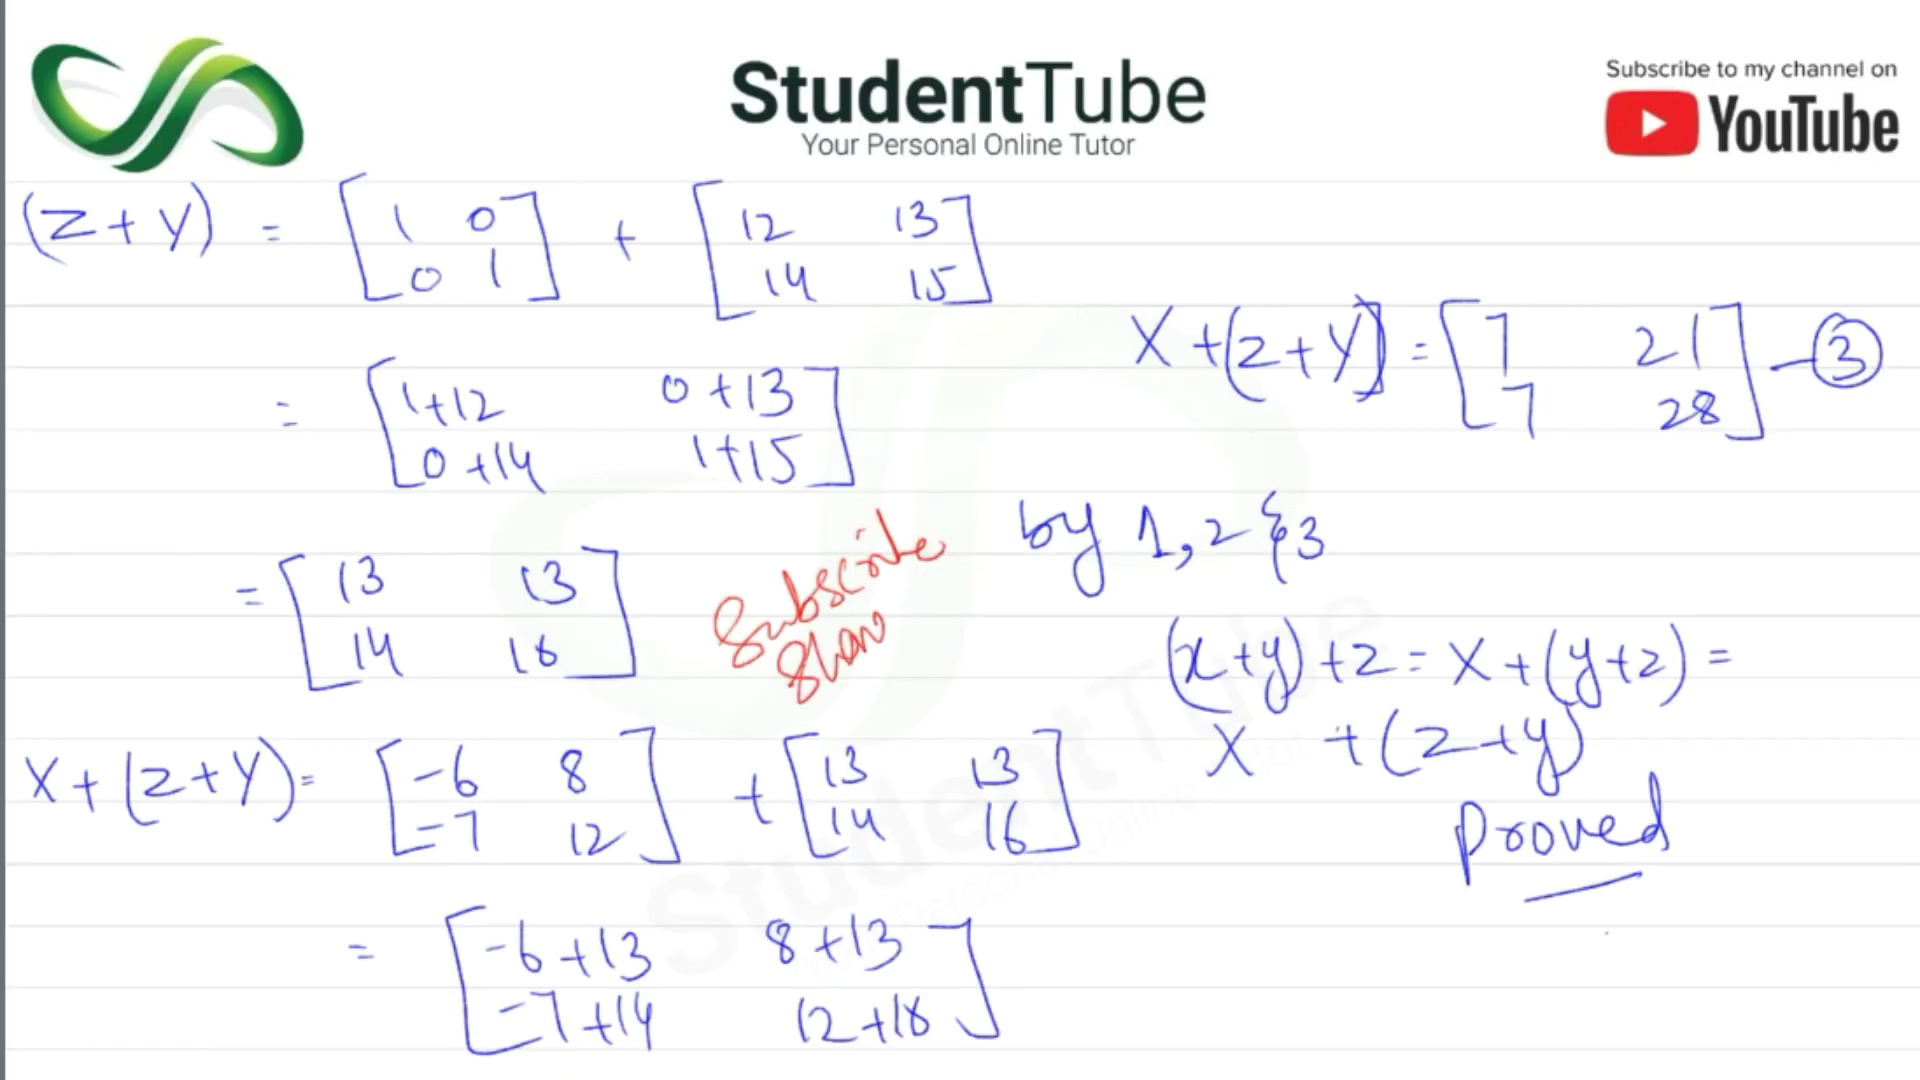 StudentTube
Your Personal Online Tutor
Subscribe to my channel on
YouTube
(Z + Y) = [1 0] + [12 13]
[0 1] [14 15]
= [1+12 0+13]
[0+14 1+15]
= [13 13]
[14 16]
Subscribe
X + (Z + Y) = [-6 8] + [13 13]
[-7 12] [14 16]
= [-6+13 8+13]
[-7+14 12+16]
X + (Z + Y) = [7 21] - 3
[7 28]
by 1, 2 & 3
(x + y) + z = X + (y + z) =
X + (z + y)
Proved
StudentTube